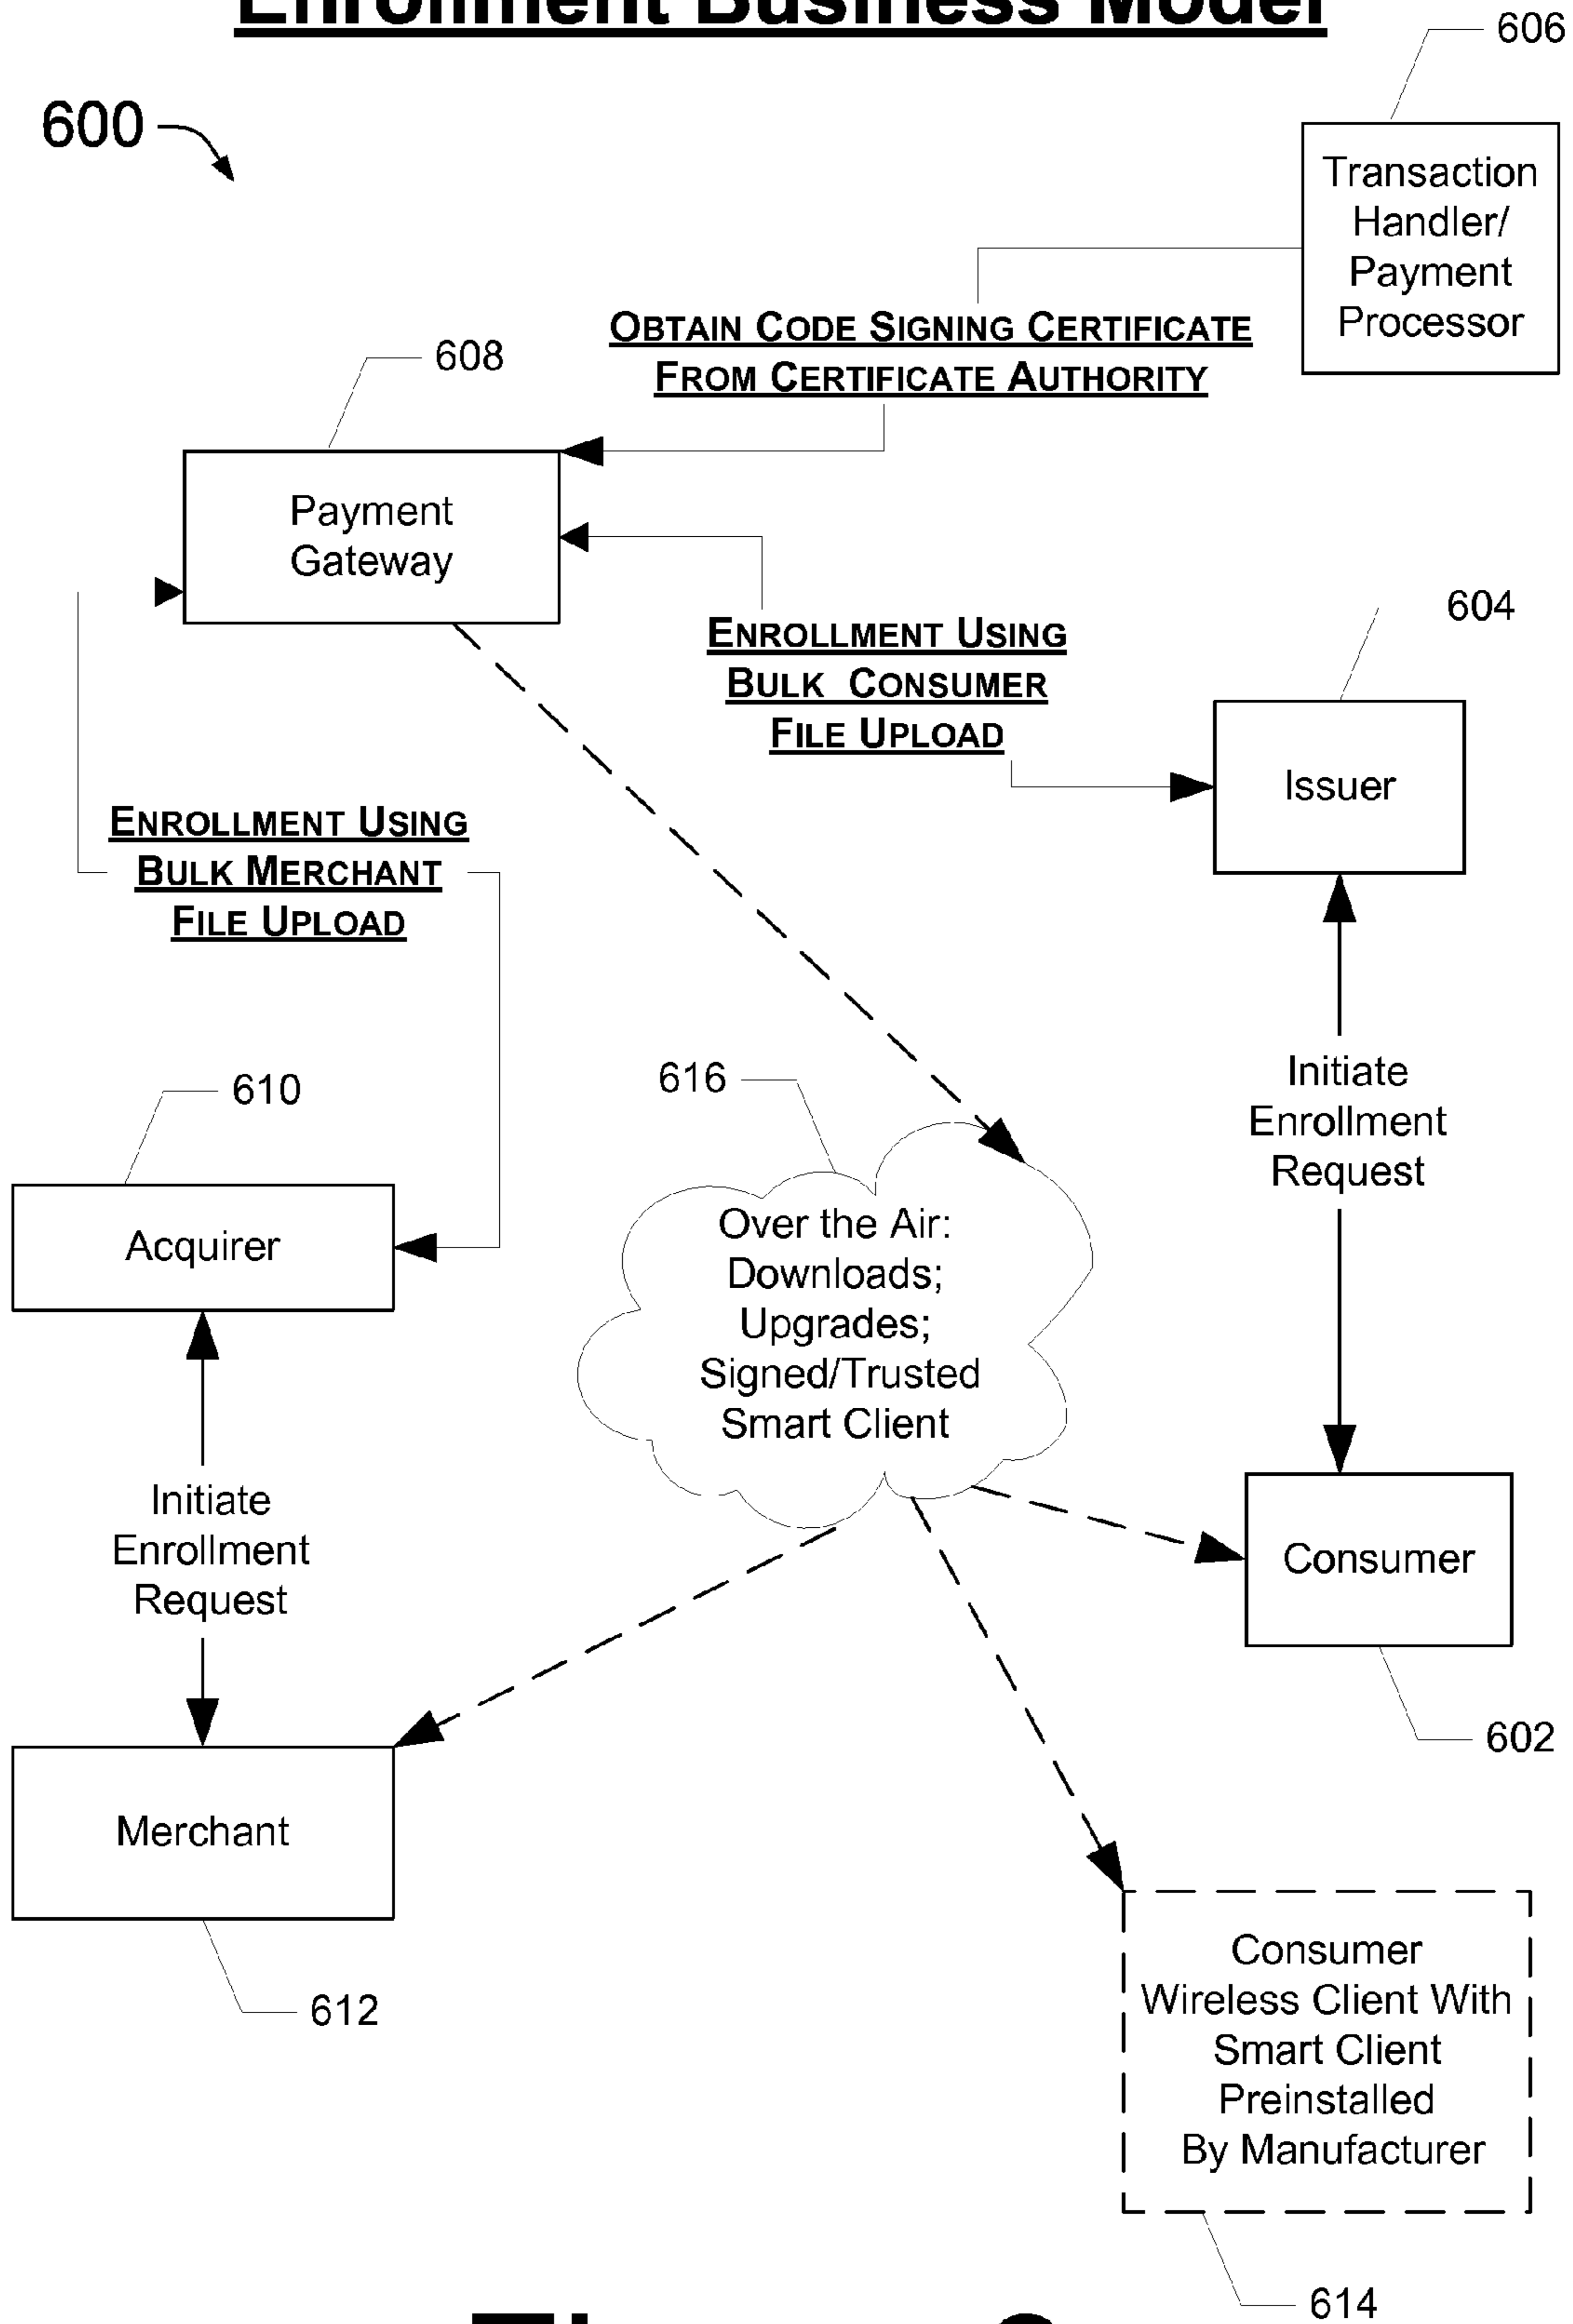 Enrollment Business Model
606
600
Transaction
Handler/
Payment
Processor
OBTAIN CODE SIGNING CERTIFICATE
FROM CERTIFICATE AUTHORITY
608
Payment
Gateway
604
ENROLLMENT USING
BULK CONSUMER
FILE UPLOAD
Issuer
ENROLLMENT USING
BULK MERCHANT
FILE UPLOAD
610
616
Initiate
Enrollment
Request
Acquirer
Over the Air:
Downloads;
Upgrades;
Signed/Trusted
Smart Client
Initiate
Enrollment
Request
Consumer
602
Merchant
612
Consumer
Wireless Client With
Smart Client
Preinstalled
By Manufacturer
614